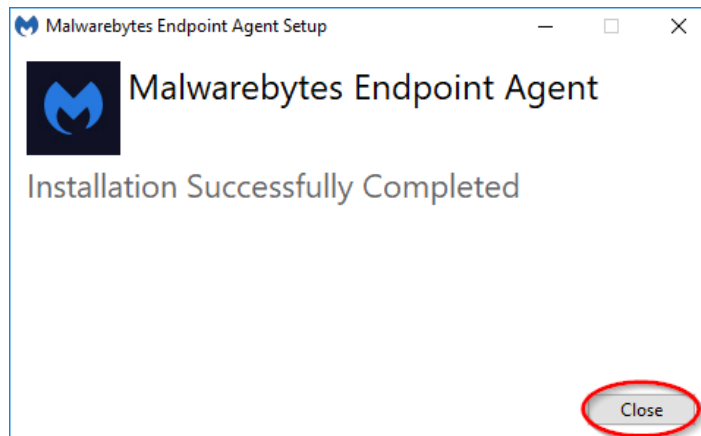 Malwarebytes Endpoint Agent Setup
Malwarebytes Endpoint Agent
Installation Successfully Completed
Close